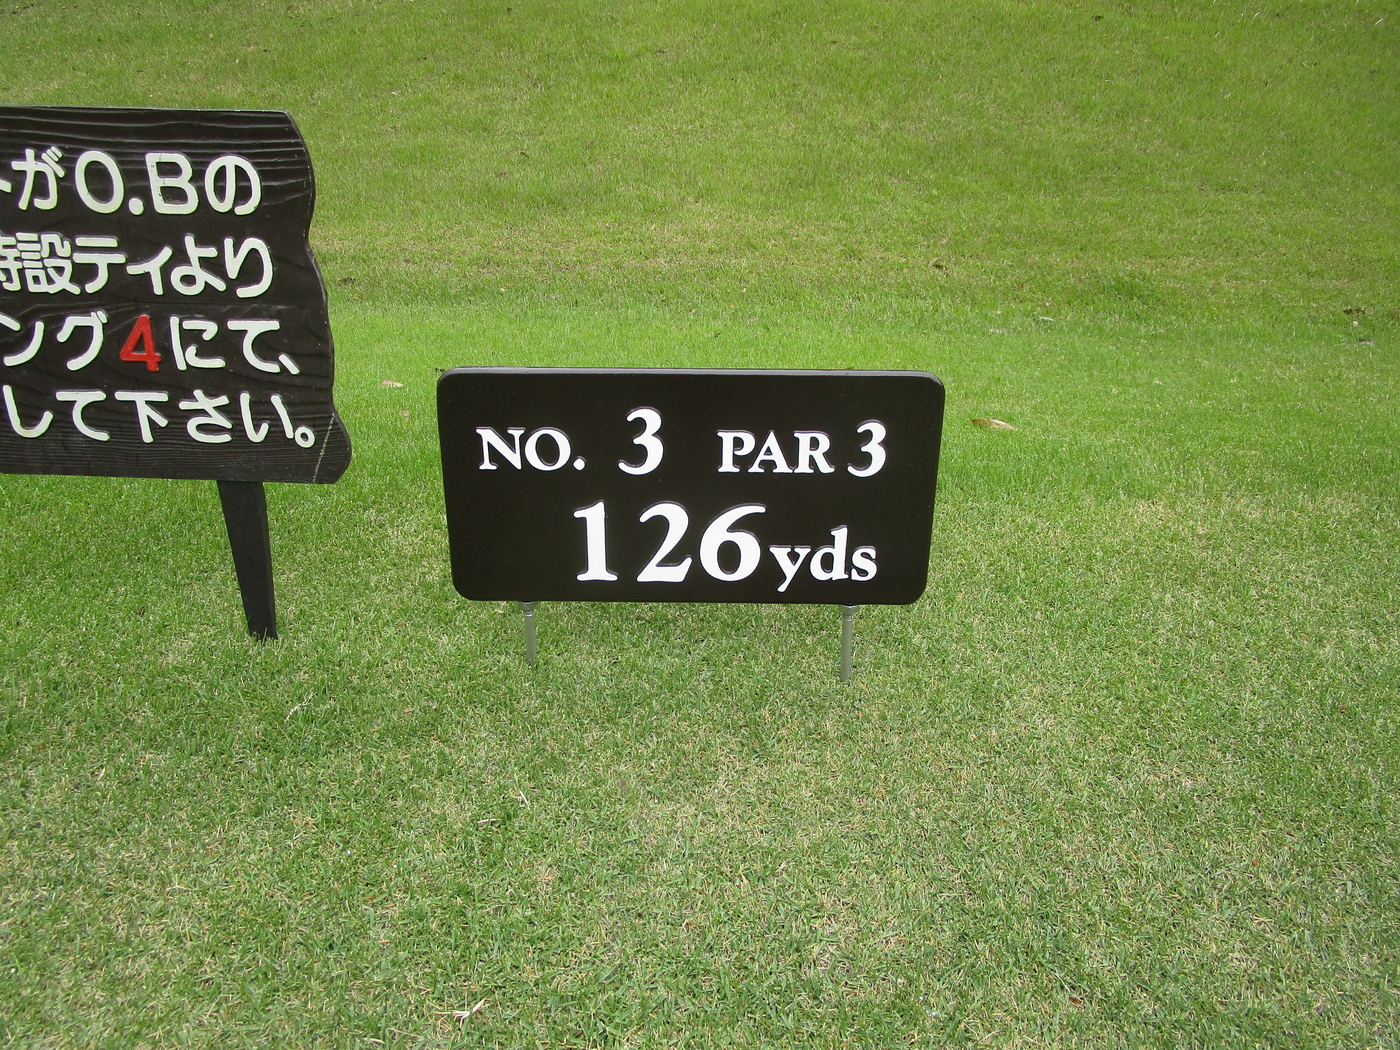 がO.Bの
特設ティより
ング4にて、
して下さい。
NO. 3 PAR 3
126yds